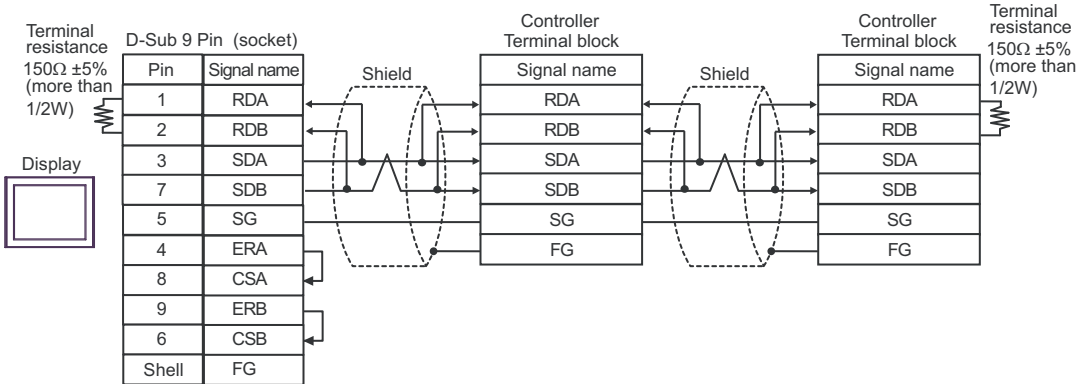 Terminal
resistance
150Ω ±5%
(more than
1/2W)
D-Sub 9 Pin (socket)
Pin Signal name
1 RDA
2 RDB
3 SDA
7 SDB
5 SG
4 ERA
8 CSA
9 ERB
6 CSB
Shell FG
Display
Shield
Controller
Terminal block
Signal name
RDA
RDB
SDA
SDB
SG
FG
Shield
Controller
Terminal block
Signal name
RDA
RDB
SDA
SDB
SG
FG
Terminal
resistance
150Ω ±5%
(more than
1/2W)